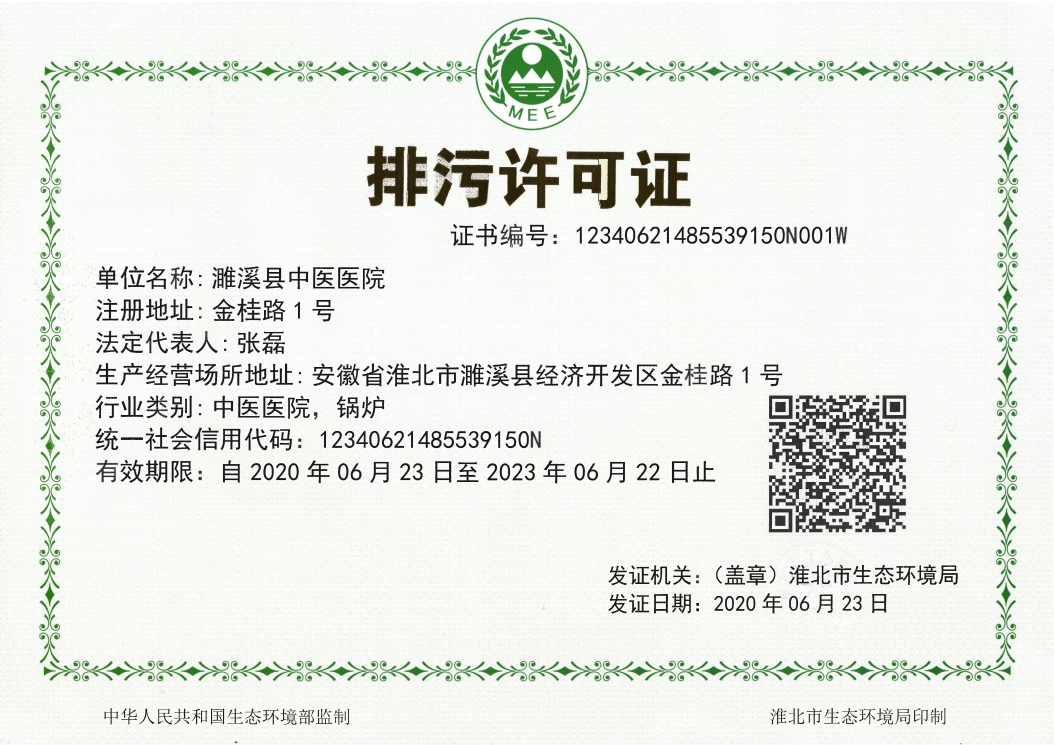 MEE
排污许可证
证书编号：12340621485539150N001W
单位名称: 濉溪县中医医院
注册地址: 金桂路 1 号
法定代表人: 张磊
生产经营场所地址: 安徽省淮北市濉溪县经济开发区金桂路 1 号
行业类别: 中医医院，锅炉
统一社会信用代码：12340621485539150N
有效期限：自 2020 年 06 月 23 日至 2023 年 06 月 22 日止
发证机关：（盖章）淮北市生态环境局
发证日期：2020 年 06 月 23 日
中华人民共和国生态环境部监制
淮北市生态环境局印制